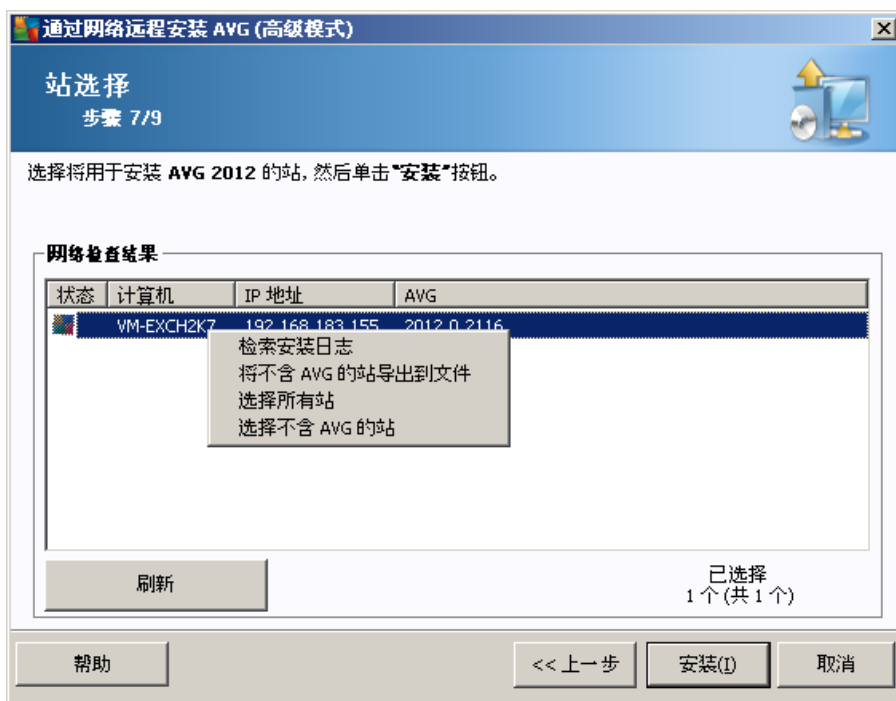 通过网络远程安装 AVG (高级模式)
站选择
步骤 7/9
选择将用于安装 AVG 2012 的站, 然后单击"安装"按钮。
网络检查结果
状态 计算机 IP 地址 AVG
VM-EXCH2K7 192.168.183.155 2012.0.2116
检索安装日志
将不含 AVG 的站导出到文件
选择所有站
选择不含 AVG 的站
刷新
已选择
1 个 (共 1 个)
帮助 << 上一步 安装(I) 取消